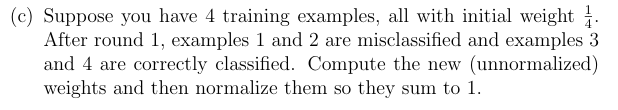 (c) Suppose you have 4 training examples, all with initial weight 1/4.
After round 1, examples 1 and 2 are misclassified and examples 3
and 4 are correctly classified. Compute the new (unnormalized)
weights and then normalize them so they sum to 1.